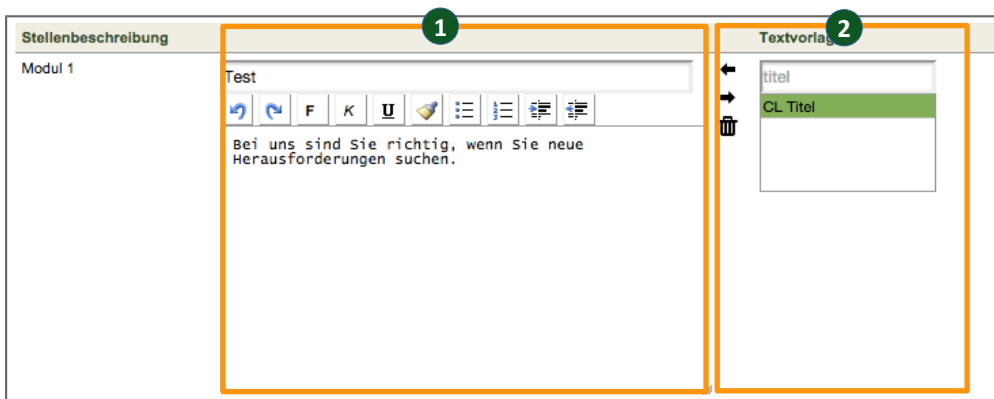 Stellenbeschreibung
1
Textvorla
2
Modul 1
Test
titel
F K U
CL Titel
Bei uns sind Sie richtig, wenn Sie neue
Herausforderungen suchen.